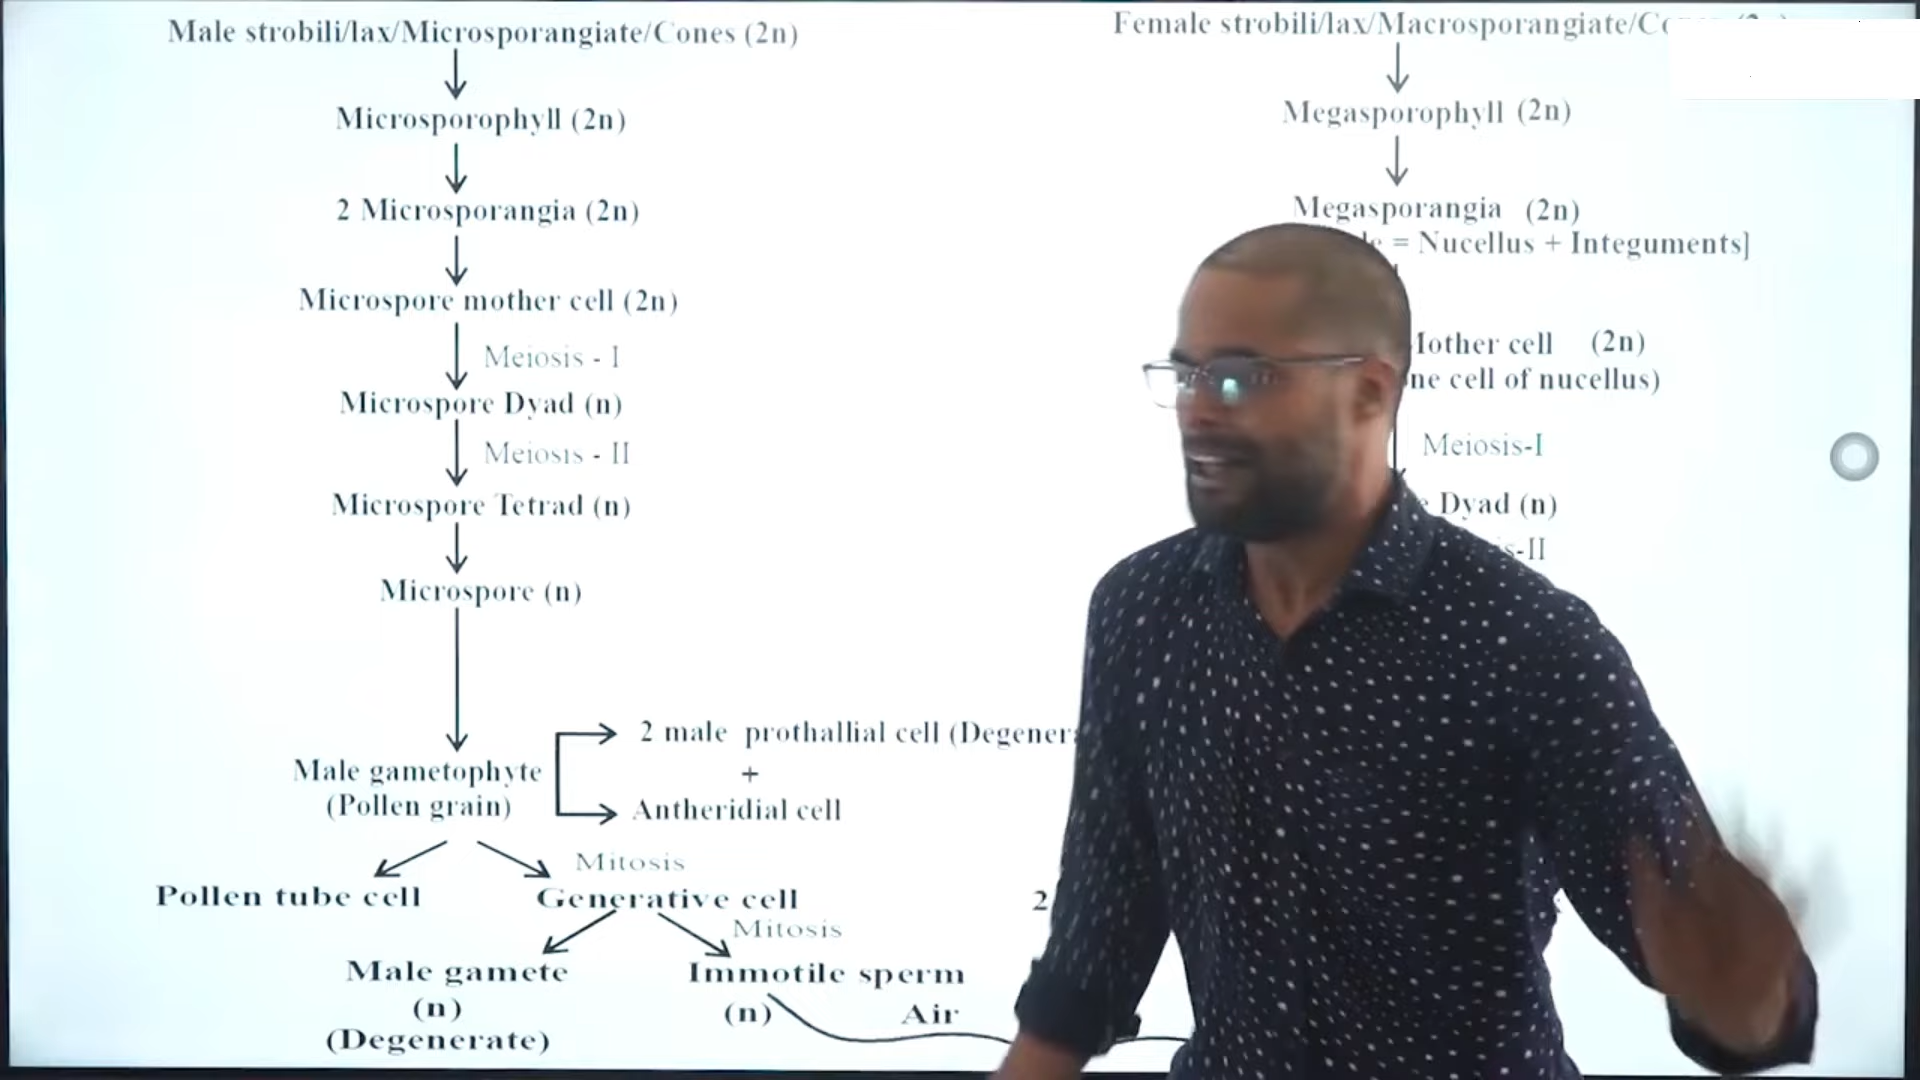 Male strobili/lax/Microsporangiate/Cones (2n)
Microsporophyll (2n)
2 Microsporangia (2n)
Microspore mother cell (2n)
Meiosis - I
Microspore Dyad (n)
Meiosis - II
Microspore Tetrad (n)
Microspore (n)
2 male prothallial cell
+
Male gametophyte
(Pollen grain)
Antheridial cell
Mitosis
Pollen tube cell
Generative cell
Mitosis
Male gamete
(n)
(Degenerate)
Immotile sperm
(n)
Air
Female strobili/lax/Macrosporangiate/
Megasporophyll (2n)
Megasporangia (2n)
= Nucellus + Integuments]
cell (2n)
cell of nucellus)
Meiosis-I
Dyad (n)
2